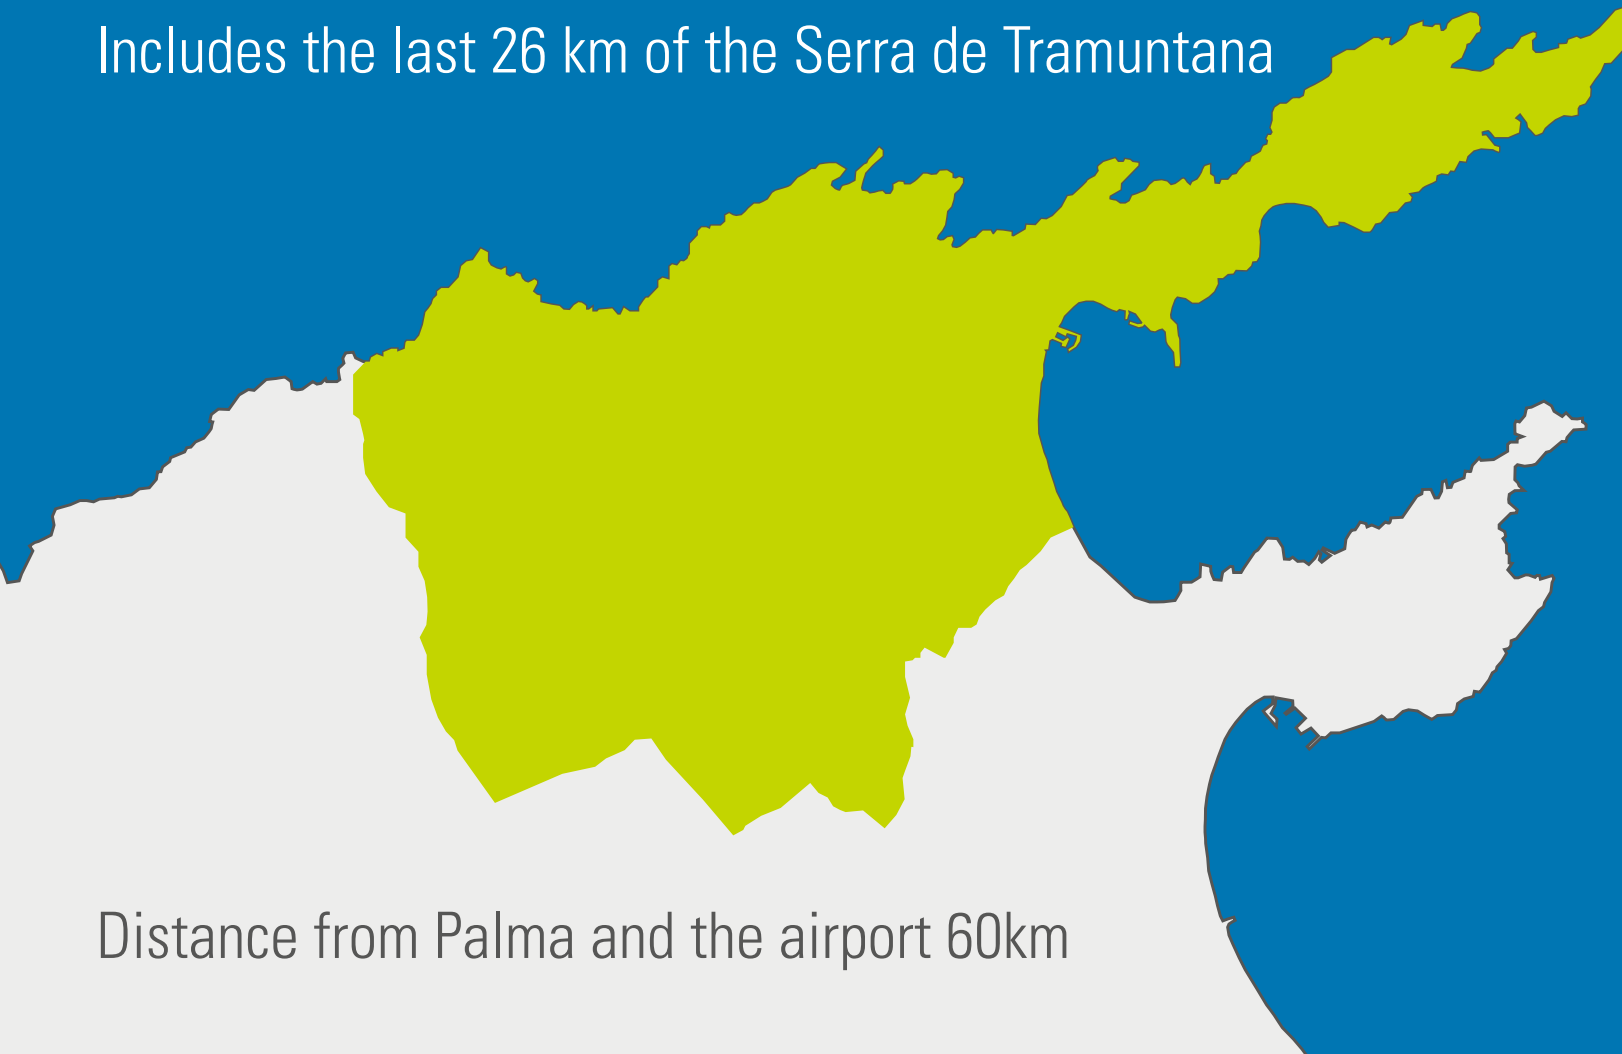 Includes the last 26 km of the Serra de Tramuntana
Distance from Palma and the airport 60km